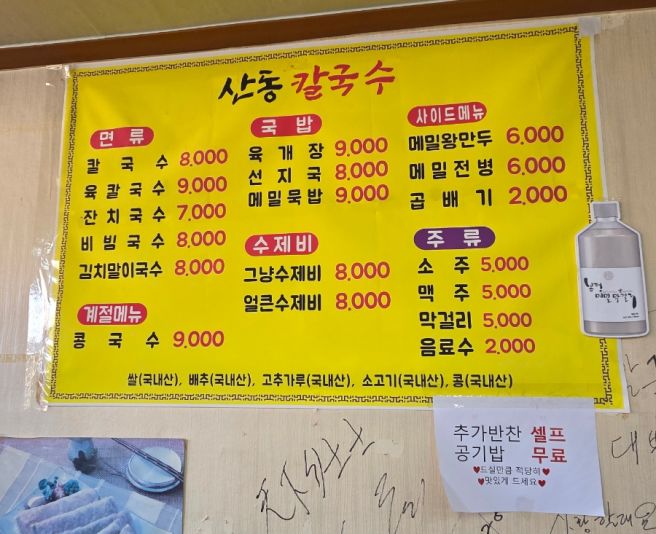 산동 칼국수
면 류
칼 국 수 8,000
육칼국수 9,000
잔치국수 7,000
비빔국수 8,000
김치말이국수 8,000
계절메뉴
콩 국 수 9,000
국 밥
육 개 장 9,000
선 지 국 8,000
메밀묵밥 9,000
수제비
그냥수제비 8,000
얼큰수제비 8,000
사이드메뉴
메밀왕만두 6,000
메밀전병 6,000
곱 배 기 2,000
주 류
소 주 5,000
맥 주 5,000
막걸리 5,000
음료수 2,000
쌀(국내산), 배추(국내산), 고추가루(국내산), 소고기(국내산), 콩(국내산)
추가반찬 셀프
공기밥 무료
♥드실만큼 적당히♥
♥맛있게 드세요♥